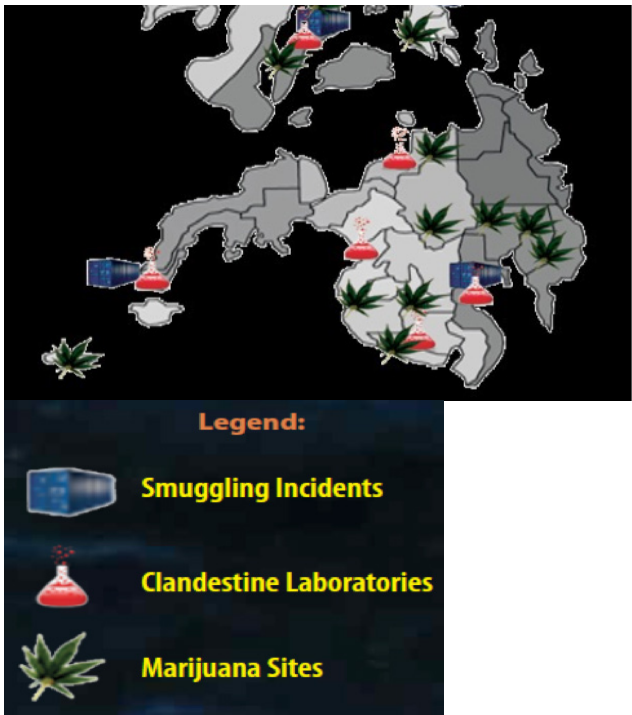 Legend:
Smuggling Incidents
Clandestine Laboratories
Marijuana Sites